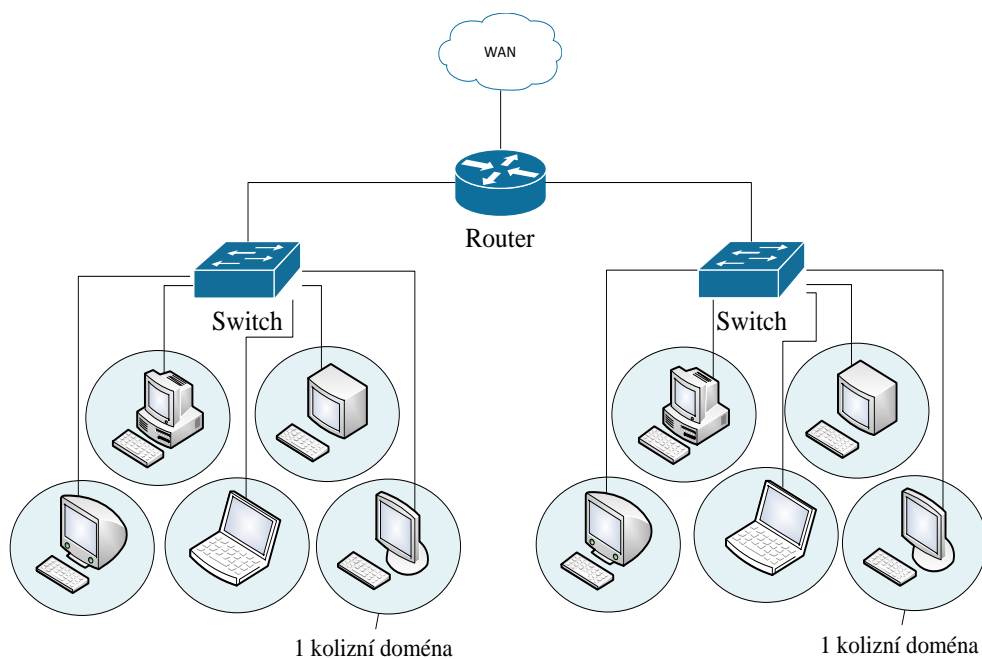 WAN
Router
Switch
Switch
1 kolizní doména
1 kolizní doména